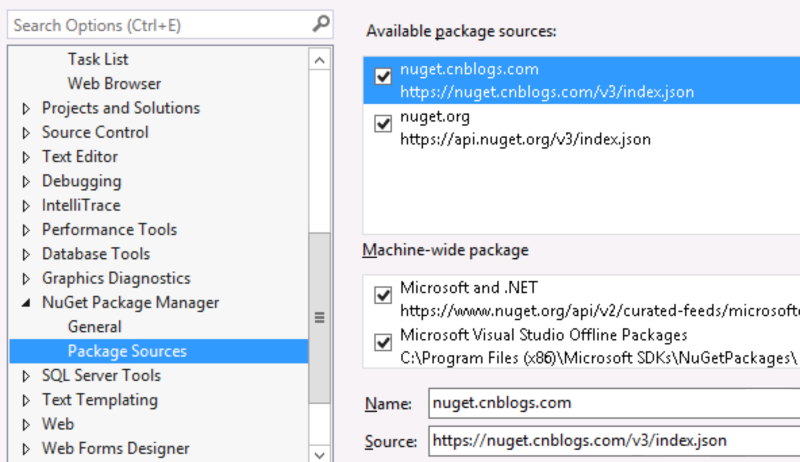 Search Options (Ctrl+E)
Task List
Web Browser
Projects and Solutions
Source Control
Text Editor
Debugging
IntelliTrace
Performance Tools
Database Tools
Graphics Diagnostics
NuGet Package Manager
General
Package Sources
SQL Server Tools
Text Templating
Web
Web Forms Designer
Available package sources:
nuget.cnblogs.com
https://nuget.cnblogs.com/v3/index.json
nuget.org
https://api.nuget.org/v3/index.json
Machine-wide package
Microsoft and .NET
https://www.nuget.org/api/v2/curated-feeds/microsoft
Microsoft Visual Studio Offline Packages
C:\Program Files (x86)\Microsoft SDKs\NuGetPackages\
Name: nuget.cnblogs.com
Source: https://nuget.cnblogs.com/v3/index.json